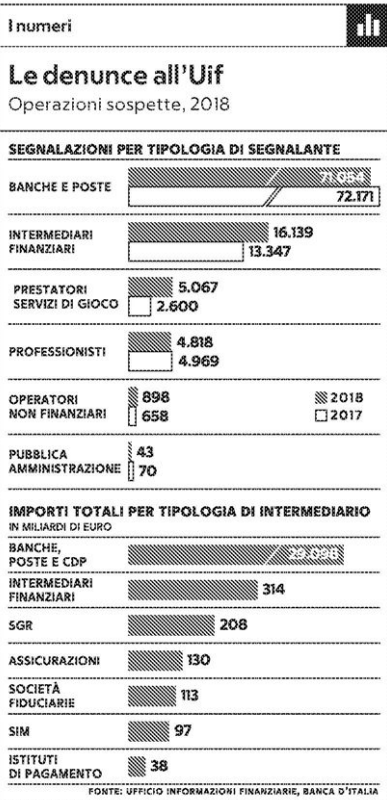 I numeri
Le denunce all'Uif
Operazioni sospette, 2018
SEGNALAZIONI PER TIPOLOGIA DI SEGNALANTE
BANCHE E POSTE
71.054
72.171
INTERMEDIARI
FINANZIARI
16.139
13.347
PRESTATORI
SERVIZI DI GIOCO
5.067
2.600
PROFESSIONISTI
4.818
4.969
OPERATORI
NON FINANZIARI
898
658
2018
2017
PUBBLICA
AMMINISTRAZIONE
43
70
IMPORTI TOTALI PER TIPOLOGIA DI INTERMEDIARIO
IN MILIARDI DI EURO
BANCHE,
POSTE E CDP
29.098
INTERMEDIARI
FINANZIARI
314
SGR
208
ASSICURAZIONI
130
SOCIETÀ
FIDUCIARIE
113
SIM
97
ISTITUTI
DI PAGAMENTO
38
FONTE: UFFICIO INFORMAZIONI FINANZIARIE, BANCA D'ITALIA